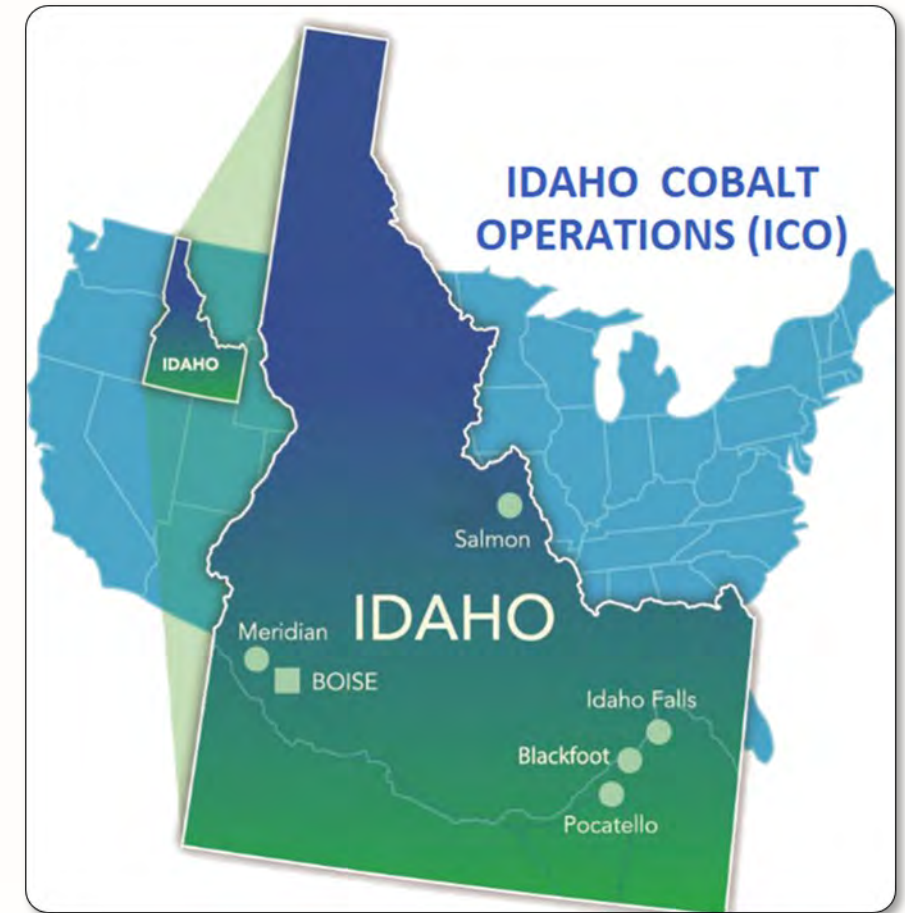 IDAHO COBALT
OPERATIONS (ICO)
IDAHO
Salmon
IDAHO
Meridian
BOISE
Idaho Falls
Blackfoot
Pocatello